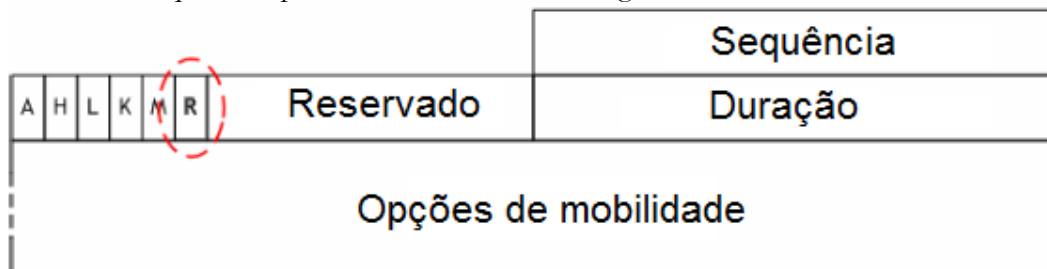 Sequência
A H L K M R Reservado Duração
Opções de mobilidade